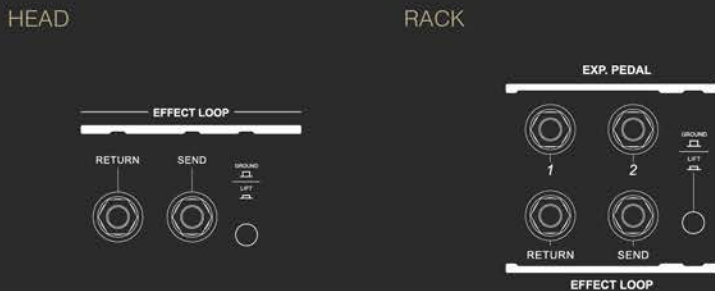 HEAD
EFFECT LOOP
RETURN SEND GROUND
LIFT
RACK
EXP. PEDAL
GROUND
LIFT
1 2
RETURN SEND
EFFECT LOOP